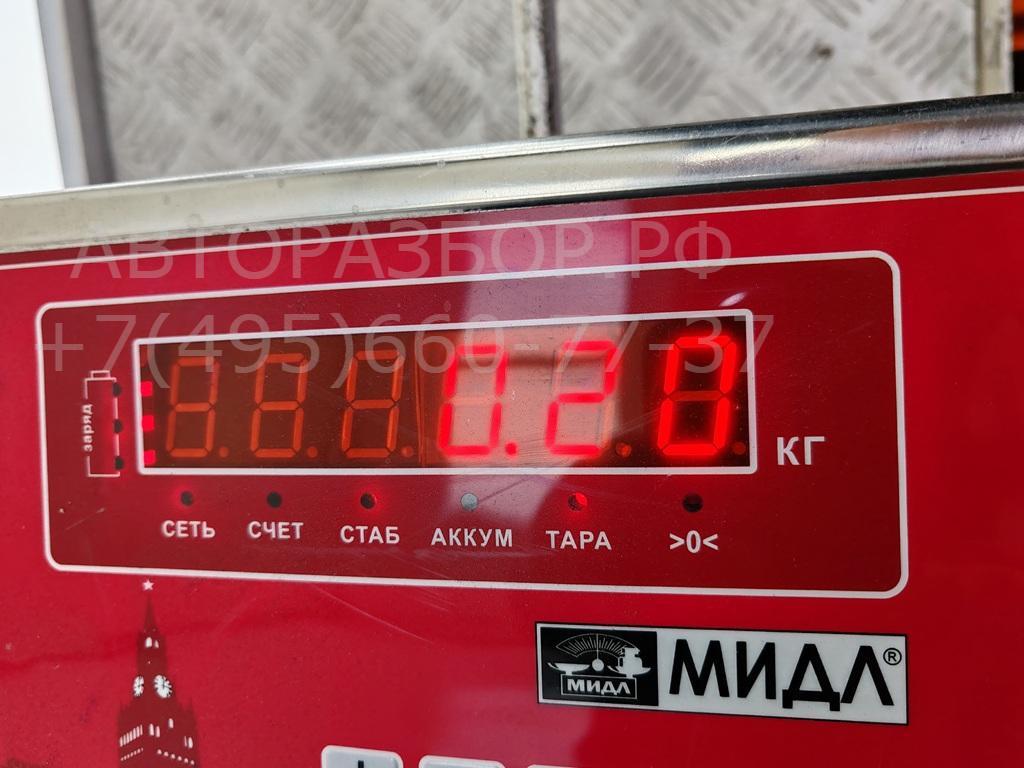 АВТОРАЗБОР.РФ
+7(495)660-77-37
заряд
0.20
КГ
СЕТЬ СЧЕТ СТАБ АККУМ ТАРА >0<
МИДЛ МИДЛ®